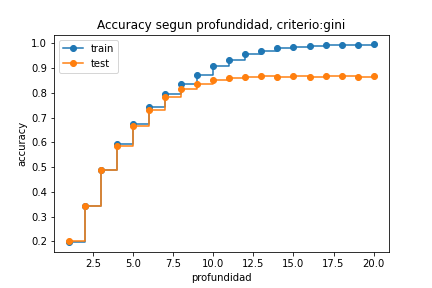 Accuracy segun profundidad, criterio:gini
train
test
accuracy
1.0
0.9
0.8
0.7
0.6
0.5
0.4
0.3
0.2
2.5 5.0 7.5 10.0 12.5 15.0 17.5 20.0
profundidad